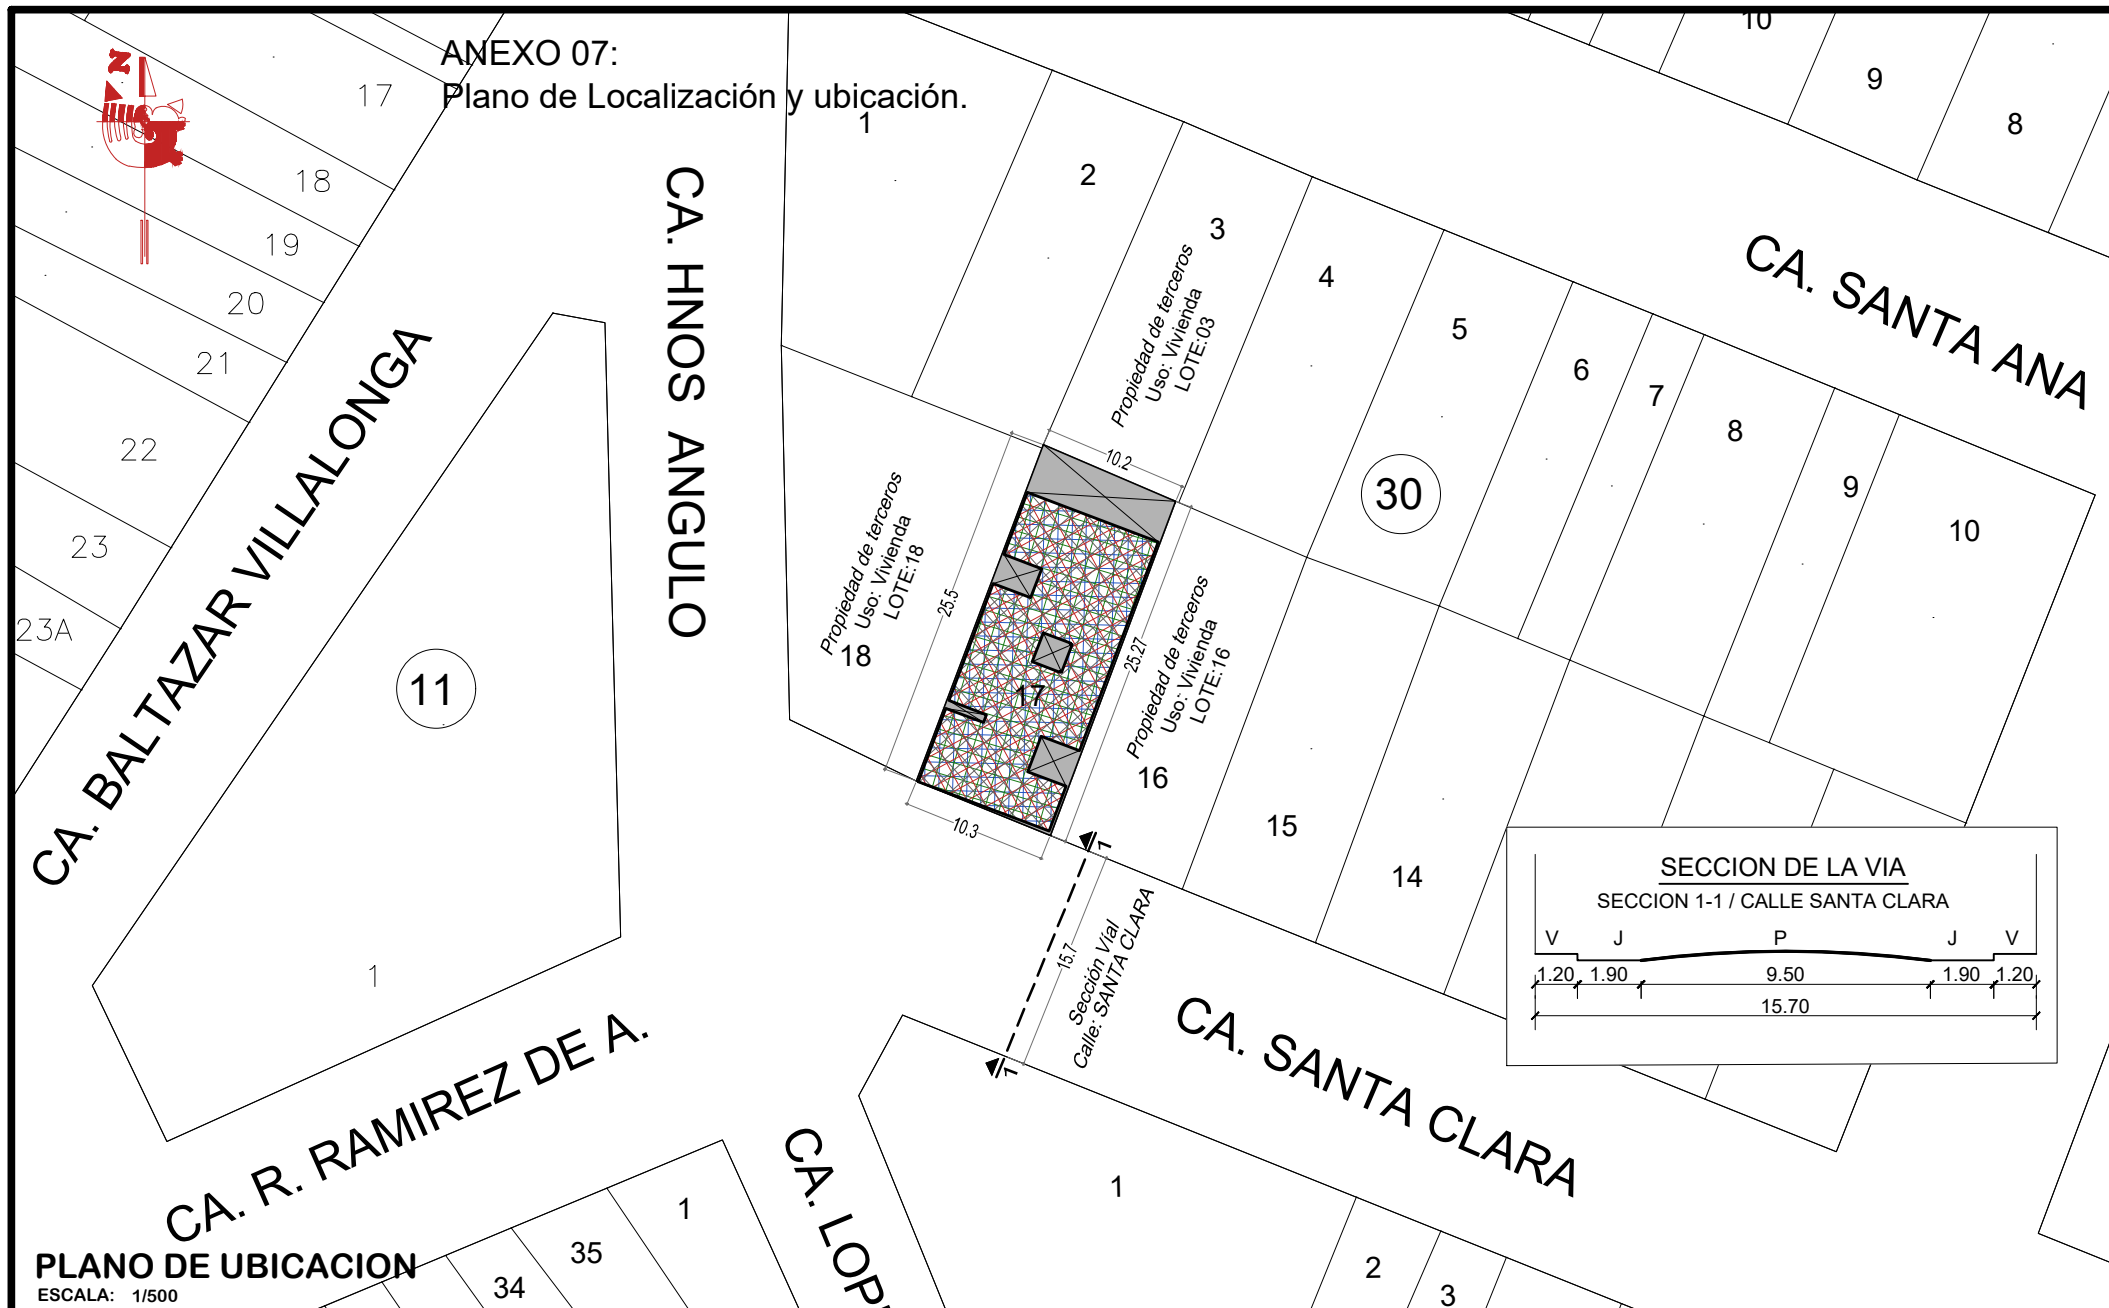 ANEXO 07:
Plano de Localización y ubicación.
N
17
18
19
20
21
22
23
23A
CA. BALTAZAR VILLALONGA
11
1
CA. HNOS ANGULO
1
2
3
Propiedad de terceros
Uso: Vivienda
LOTE:03
4
5
6
7
8
9
10
30
10
9
8
CA. SANTA ANA
Propiedad de terceros
Uso: Vivienda
LOTE:18
18
10.2
25.5
25.27
10.3
17
Propiedad de terceros
Uso: Vivienda
LOTE:16
16
15
14
1
1
15.7
Sección Vial
Calle: SANTA CLARA
CA. SANTA CLARA
SECCION DE LA VIA
SECCION 1-1 / CALLE SANTA CLARA
V J P J V
1.20 1.90 9.50 1.90 1.20
15.70
CA. R. RAMIREZ DE A.
1
35
34
1
2
3
PLANO DE UBICACION
ESCALA: 1/500